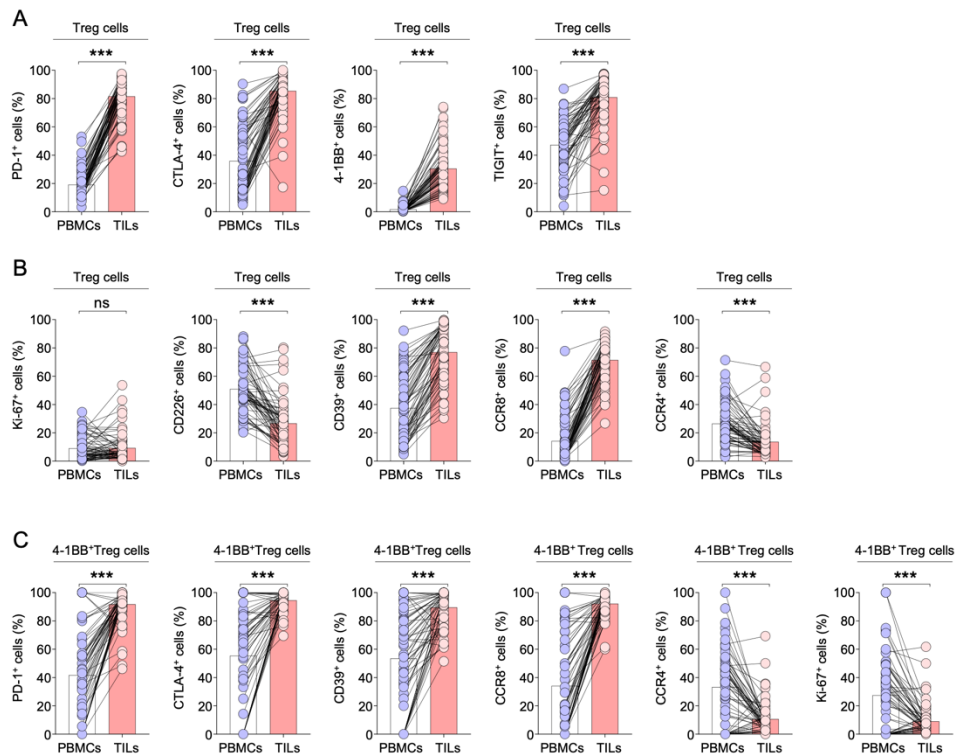 A
Treg cells Treg cells Treg cells Treg cells
*** *** *** ***
PD-1⁺ cells (%) CTLA-4⁺ cells (%) 4-1BB⁺ cells (%) TIGIT⁺ cells (%)
100 100 100 100
80 80 80 80
60 60 60 60
40 40 40 40
20 20 20 20
0 0 0 0
PBMCs TILs PBMCs TILs PBMCs TILs PBMCs TILs
B
Treg cells Treg cells Treg cells Treg cells Treg cells
ns *** *** *** ***
Ki-67⁺ cells (%) CD226⁺ cells (%) CD39⁺ cells (%) CCR8⁺ cells (%) CCR4⁺ cells (%)
100 100 100 100 100
80 80 80 80 80
60 60 60 60 60
40 40 40 40 40
20 20 20 20 20
0 0 0 0 0
PBMCs TILs PBMCs TILs PBMCs TILs PBMCs TILs PBMCs TILs
C
4-1BB⁺Treg cells 4-1BB⁺Treg cells 4-1BB⁺Treg cells 4-1BB⁺ Treg cells 4-1BB⁺ Treg cells 4-1BB⁺ Treg cells
*** *** *** *** *** ***
PD-1⁺ cells (%) CTLA-4⁺ cells (%) CD39⁺ cells (%) CCR8⁺ cells (%) CCR4⁺ cells (%) Ki-67⁺ cells (%)
100 100 100 100 100 100
80 80 80 80 80 80
60 60 60 60 60 60
40 40 40 40 40 40
20 20 20 20 20 20
0 0 0 0 0 0
PBMCs TILs PBMCs TILs PBMCs TILs PBMCs TILs PBMCs TILs PBMCs TILs